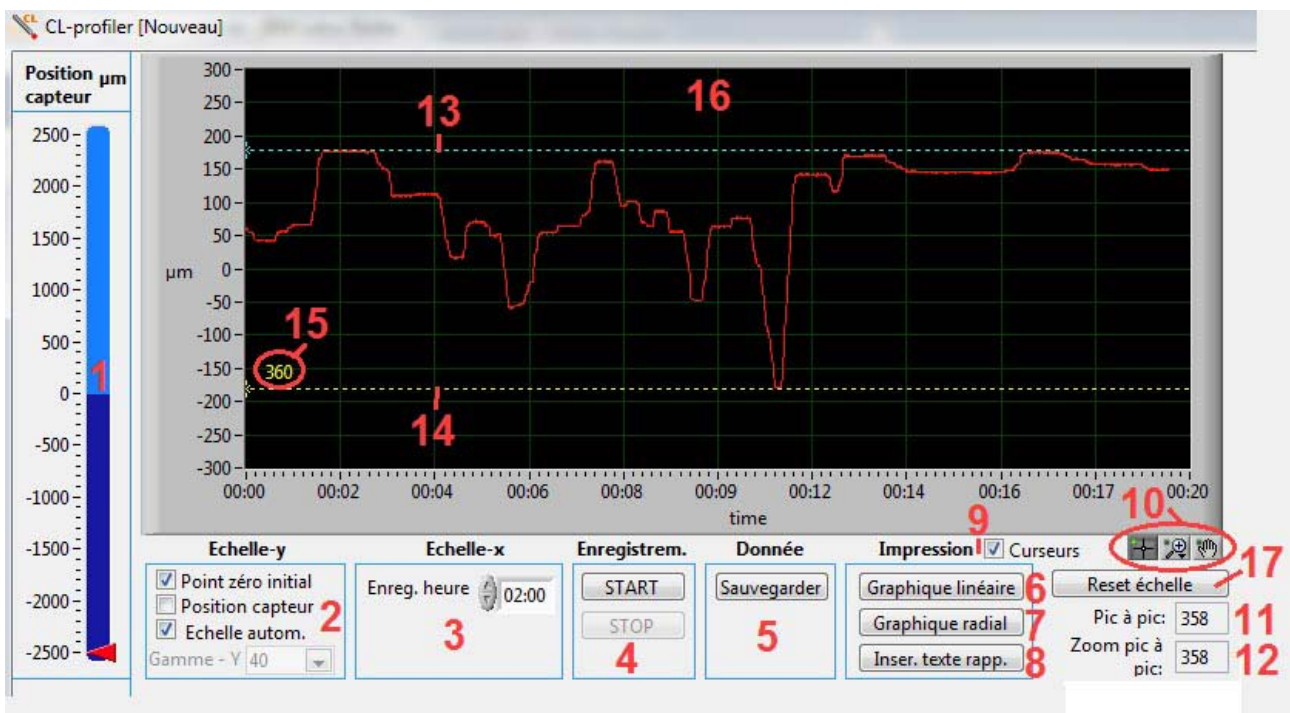 CL-profiler [Nouveau]
Position µm
capteur
2500
2000
1500
1000
500
0
-500
-1000
-1500
-2000
-2500
1
300
250
200
150
100
50
0
-50
-100
-150
-200
-250
-300
µm
13
16
15
360
14
00:00 00:02 00:04 00:06 00:08 00:09 00:12 00:14 00:16 00:17 00:20
time
9
10
Echelle-y
Point zéro initial
Position capteur
Echelle autom.
Gamme - Y 40
2
Echelle-x
Enreg. heure 02:00
3
Enregistrem.
START
STOP
4
Donnée
Sauvegarder
5
Impression
Curseurs
Graphique linéaire 6
Graphique radial 7
Inser. texte rapp. 8
Reset échelle 17
Pic à pic: 358 11
Zoom pic à
pic: 358 12